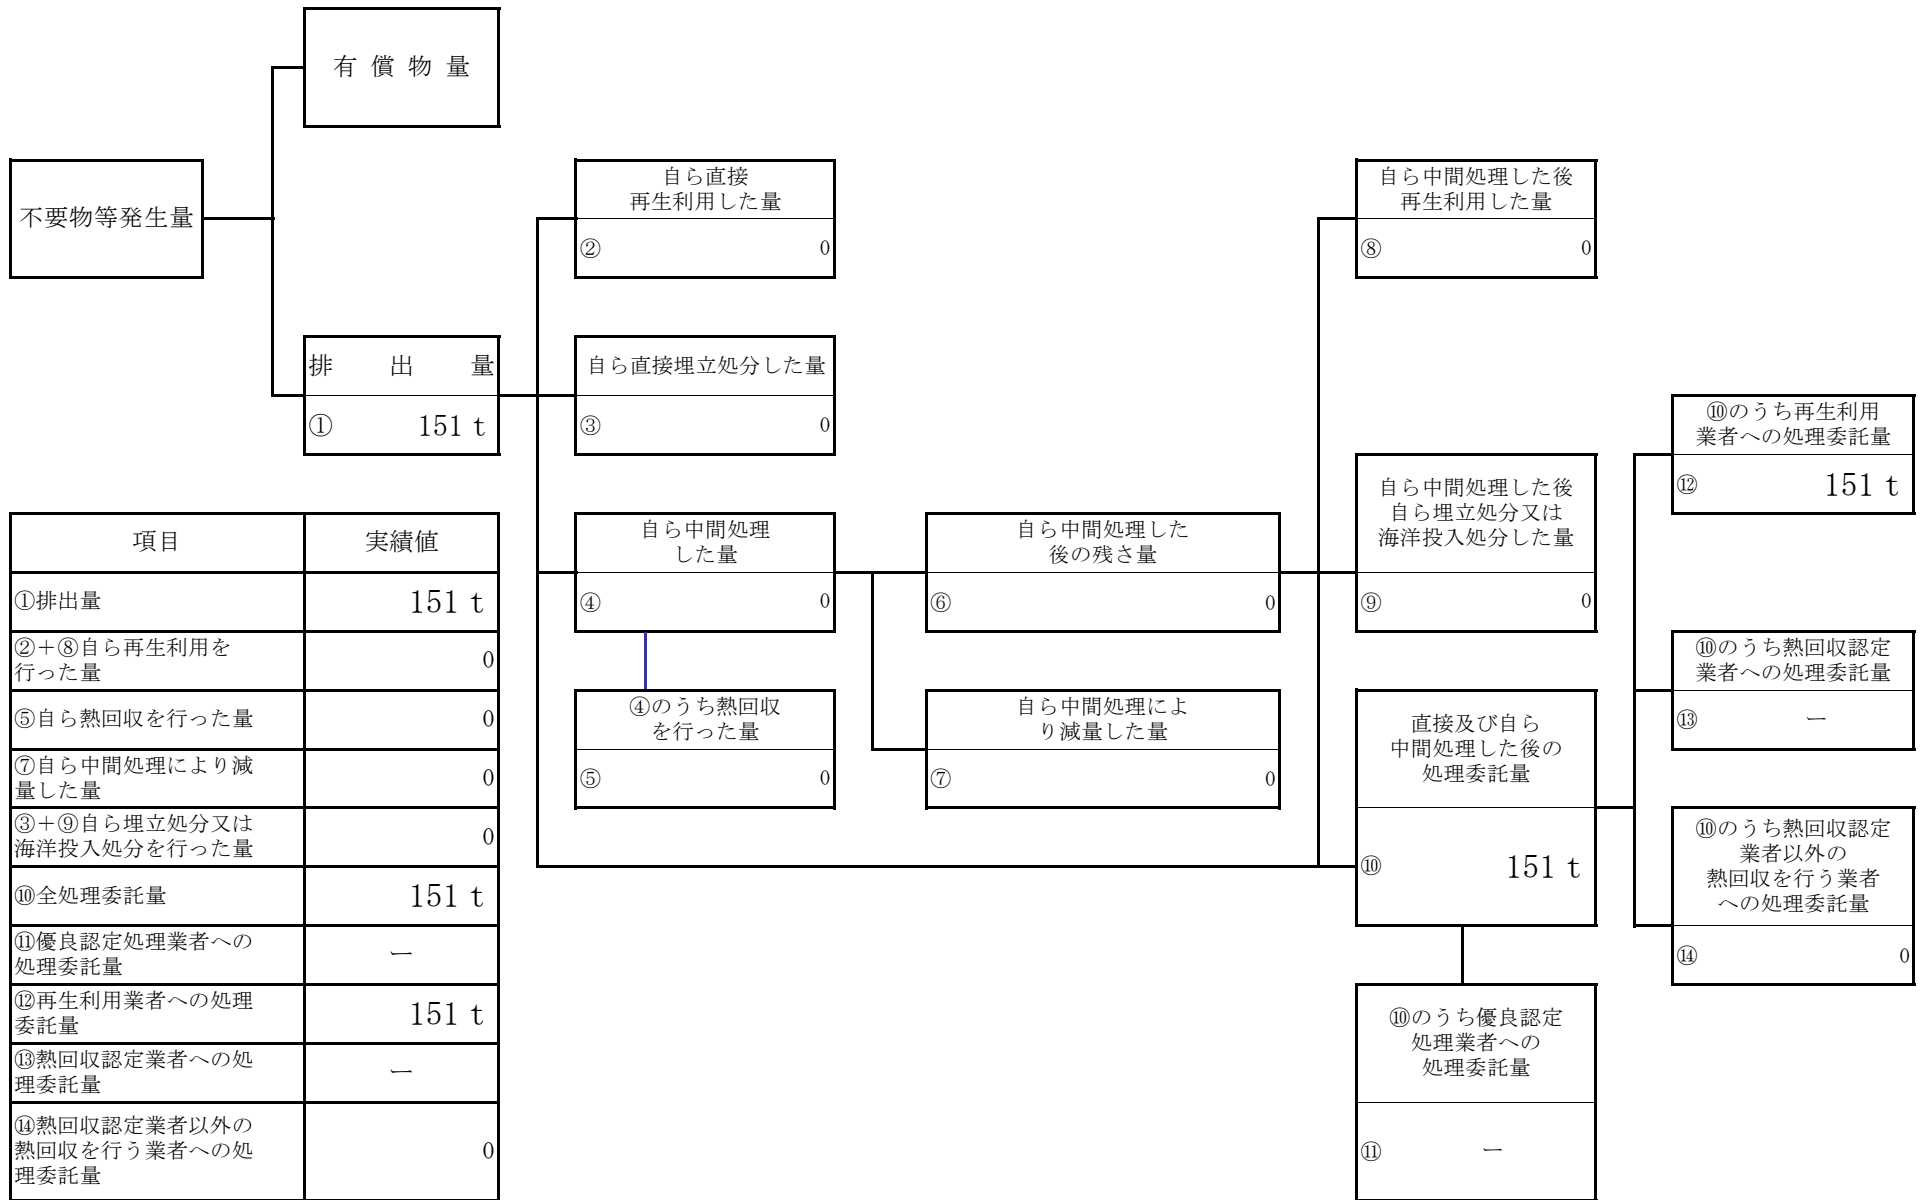 有 償 物 量
不要物等発生量
排 出 量
① 151 t
自ら直接
再生利用した量
② 0
自ら直接埋立処分した量
③ 0
自ら中間処理
した量
④ 0
④のうち熱回収
を行った量
⑤ 0
自ら中間処理した
後の残さ量
⑥ 0
自ら中間処理によ
り減量した量
⑦ 0
自ら中間処理した後
再生利用した量
⑧ 0
自ら中間処理した後
自ら埋立処分又は
海洋投入処分した量
⑨ 0
直接及び自ら
中間処理した後の
処理委託量
⑩ 151 t
⑩のうち優良認定
処理業者への
処理委託量
⑪ ー
⑩のうち再生利用
業者への処理委託量
⑫ 151 t
⑩のうち熱回収認定
業者への処理委託量
⑬ ー
⑩のうち熱回収認定
業者以外の
熱回収を行う業者
への処理委託量
⑭ 0
項目 実績値
①排出量 151 t
②＋⑧自ら再生利用を
行った量 0
⑤自ら熱回収を行った量 0
⑦自ら中間処理により減
量した量 0
③＋⑨自ら埋立処分又は
海洋投入処分を行った量 0
⑩全処理委託量 151 t
⑪優良認定処理業者への
処理委託量 ー
⑫再生利用業者への処理
委託量 151 t
⑬熱回収認定業者への処
理委託量 ー
⑭熱回収認定業者以外の
熱回収を行う業者への処
理委託量 0